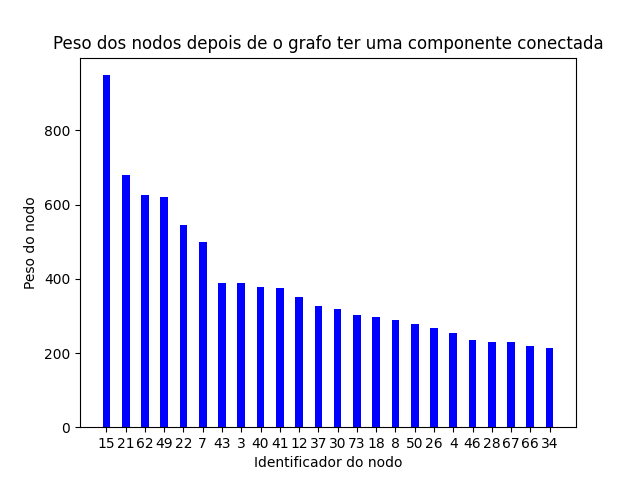 Peso dos nodos depois de o grafo ter uma componente conectada
Peso do nodo
800
600
400
200
0
15 21 62 49 22 7 43 3 40 41 12 37 30 73 18 8 50 26 4 46 28 67 66 34
Identificador do nodo